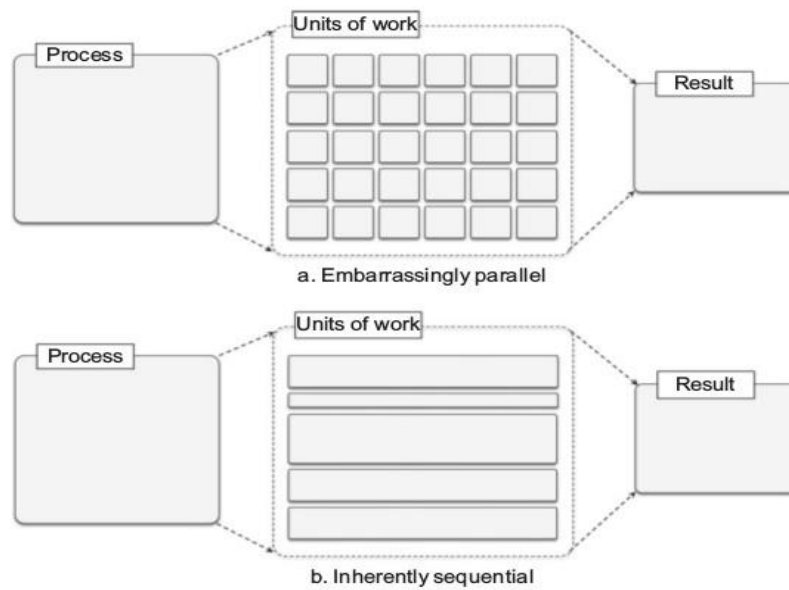 Units of work
Process
Result
a. Embarrassingly parallel
Units of work
Process
Result
b. Inherently sequential